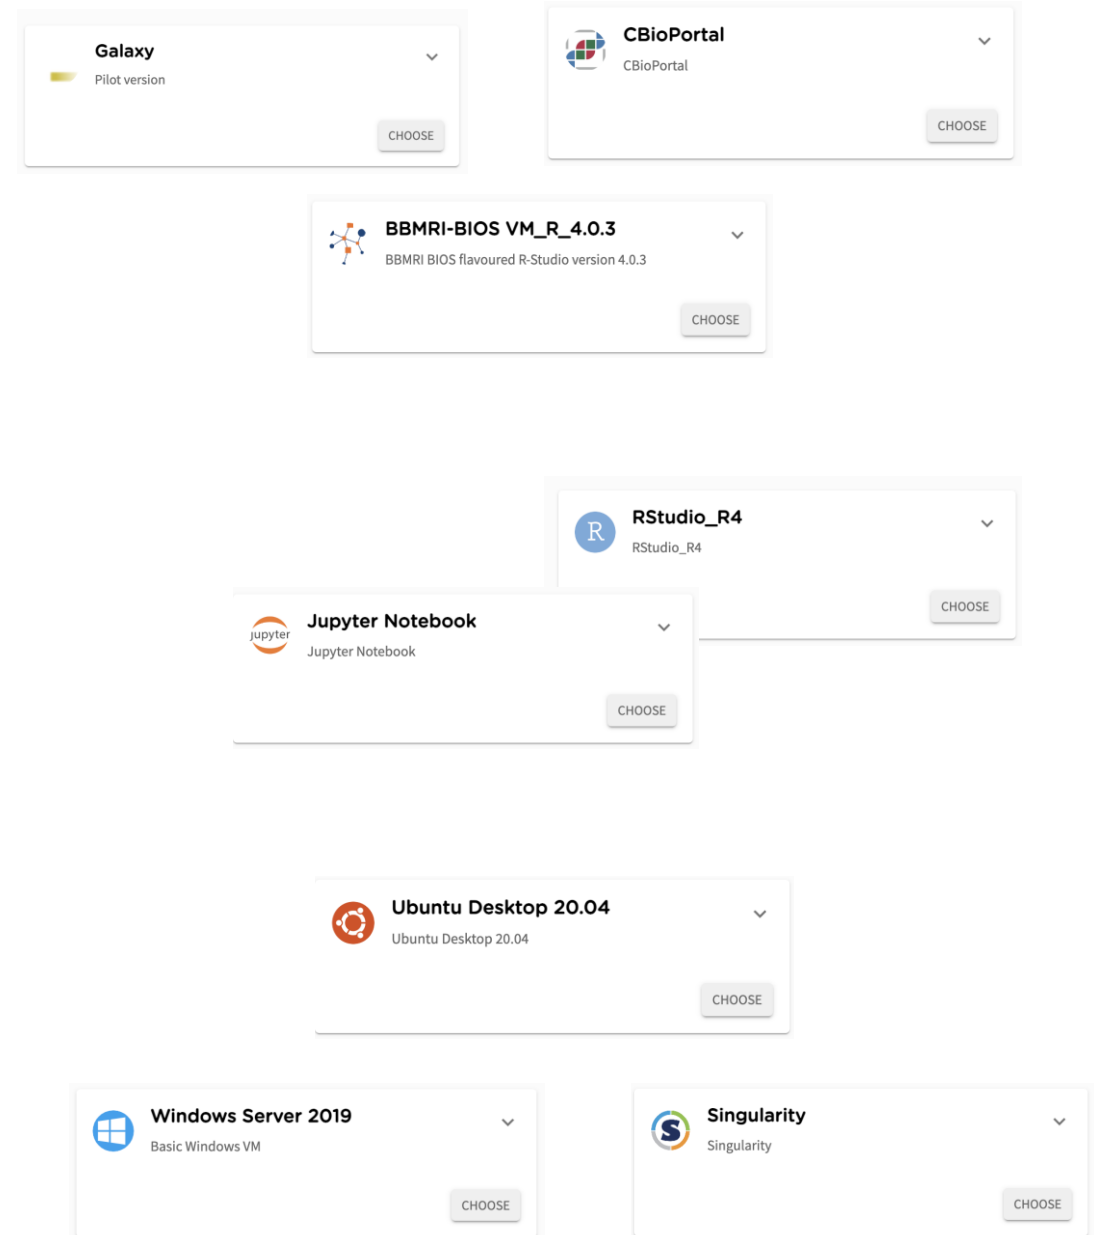 Galaxy
Pilot version
CHOOSE
CBioPortal
CBioPortal
CHOOSE
BBMRI-BIOS VM_R_4.0.3
BBMRI BIOS flavoured R-Studio version 4.0.3
CHOOSE
R
RStudio_R4
RStudio_R4
CHOOSE
jupyter
Jupyter Notebook
Jupyter Notebook
CHOOSE
Ubuntu Desktop 20.04
Ubuntu Desktop 20.04
CHOOSE
Windows Server 2019
Basic Windows VM
CHOOSE
S
Singularity
Singularity
CHOOSE